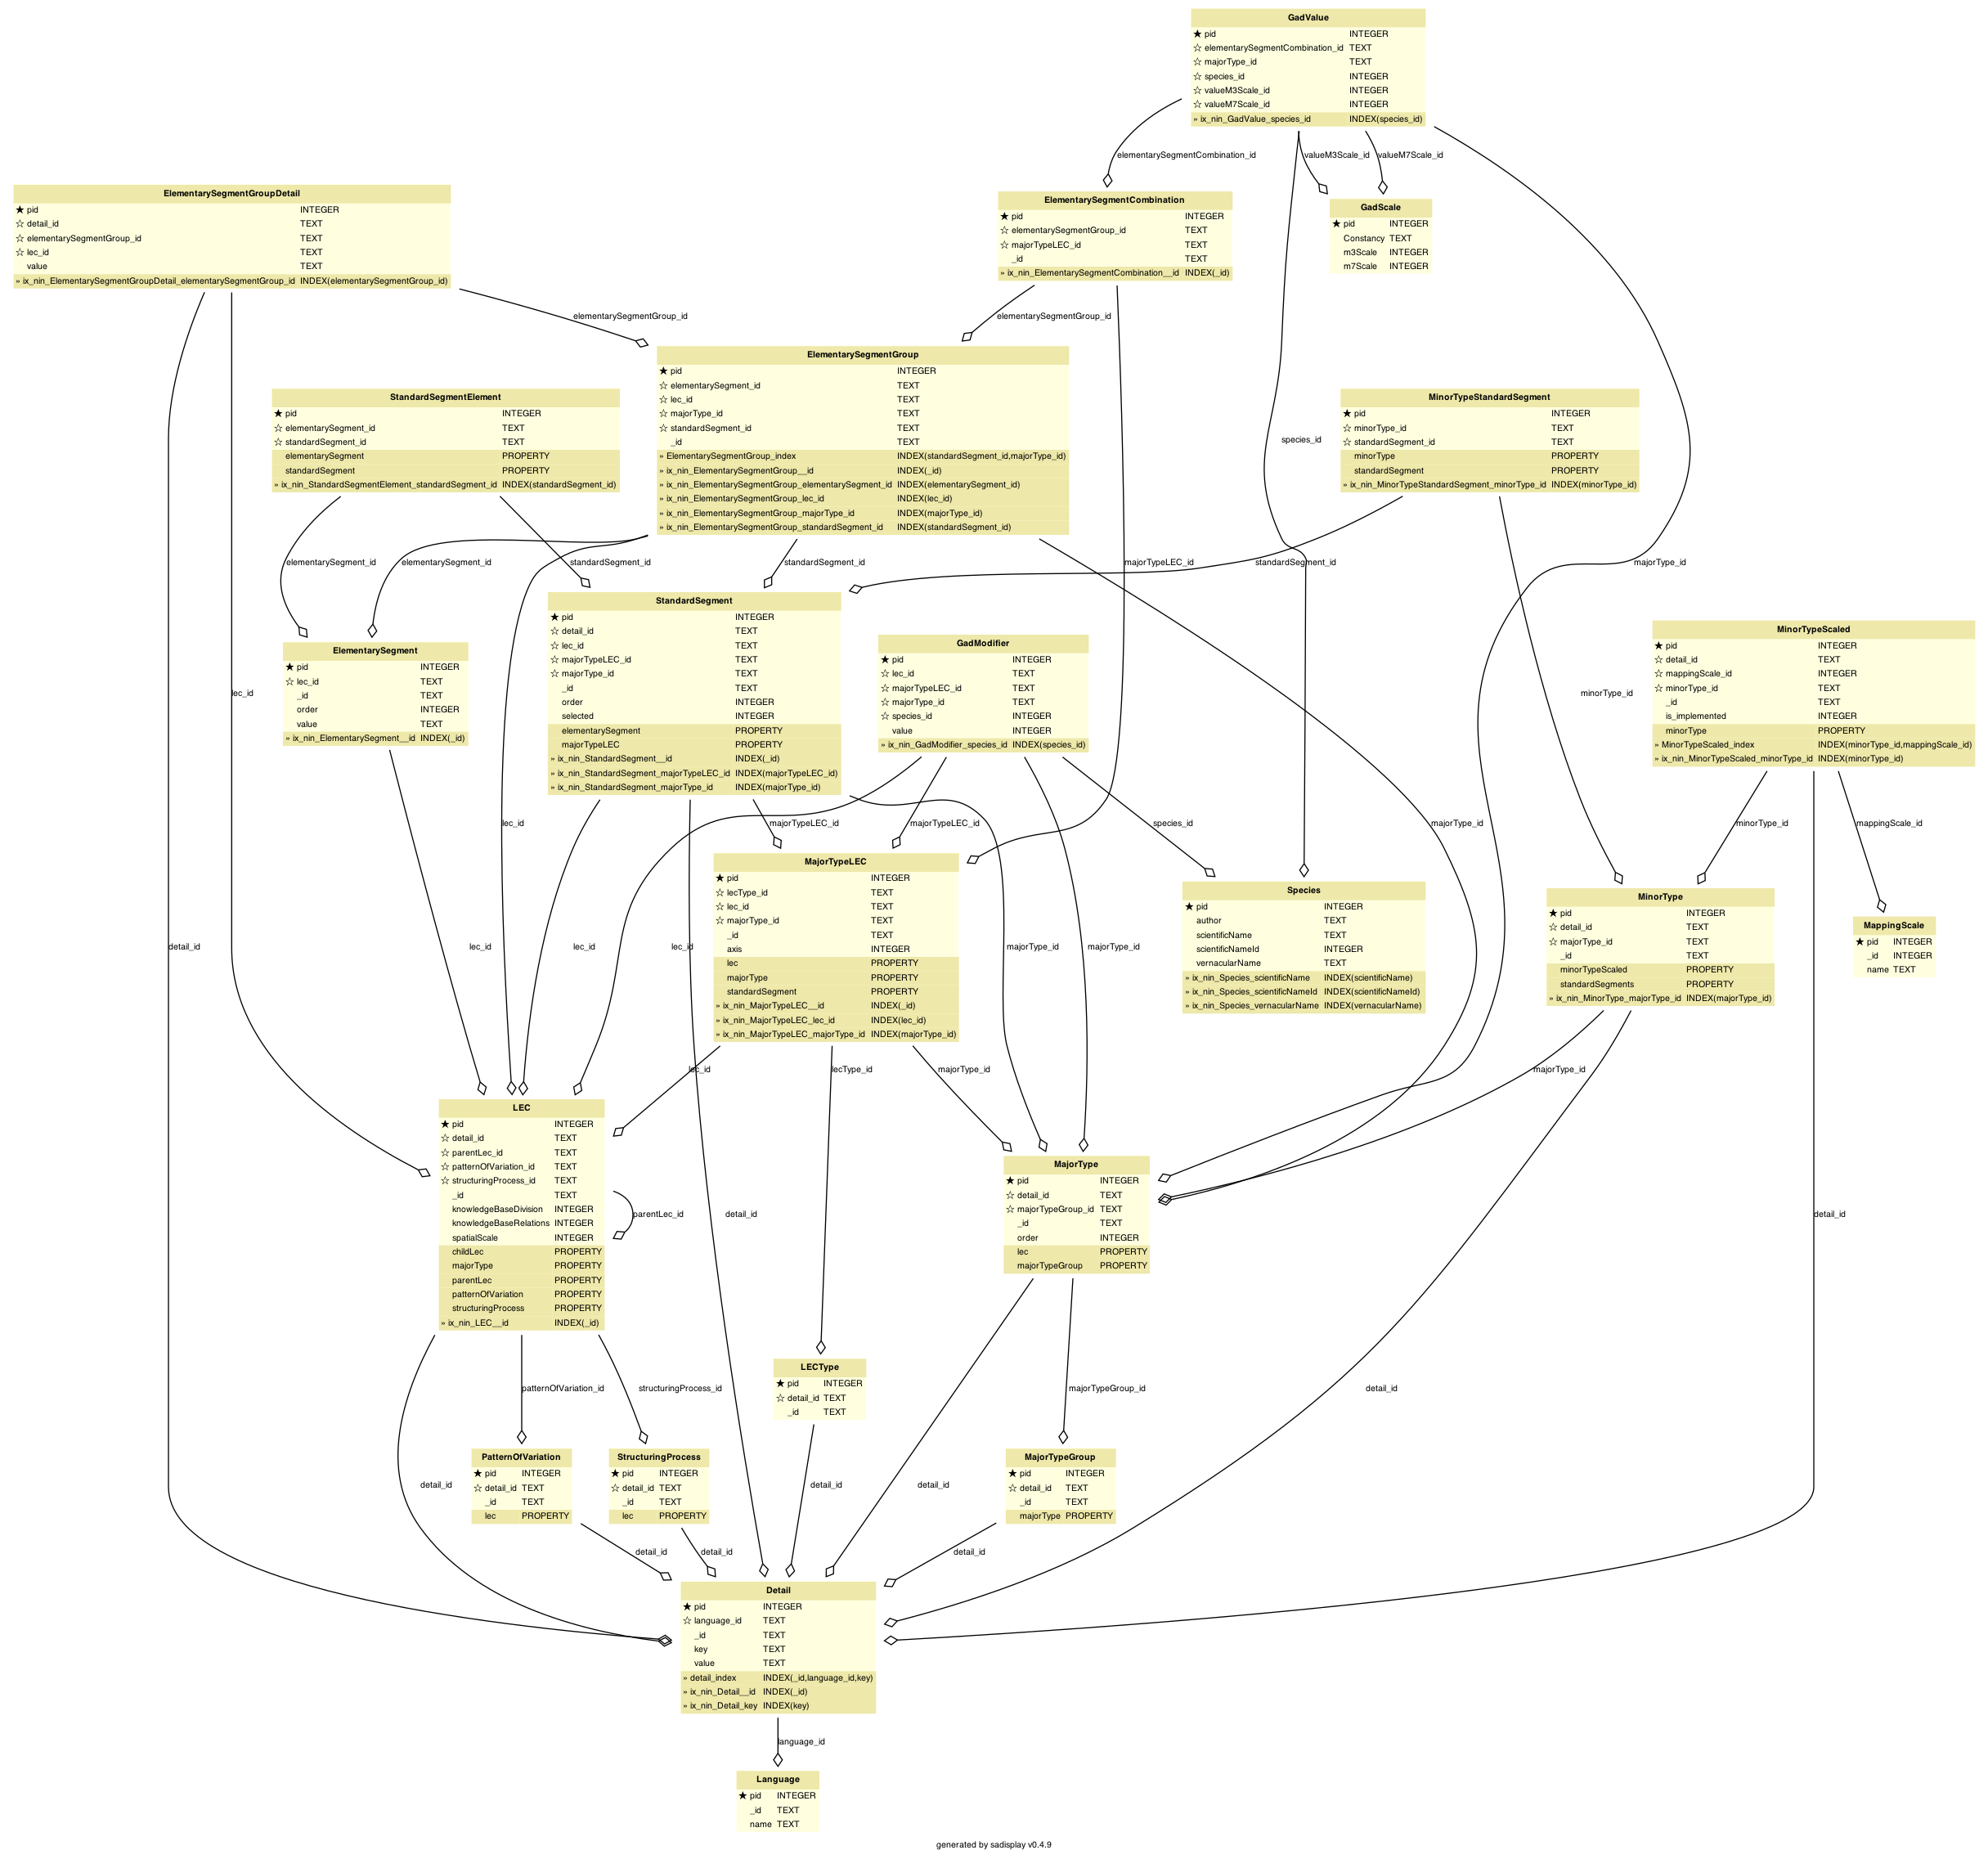 GadValue
★ pid INTEGER
☆ elementarySegmentCombination_id TEXT
☆ majorType_id TEXT
☆ species_id INTEGER
☆ valueM3Scale_id INTEGER
☆ valueM7Scale_id INTEGER
» ix_nin_GadValue_species_id INDEX(species_id)
elementarySegmentCombination_id
valueM3Scale_id
valueM7Scale_id
ElementarySegmentGroupDetail
★ pid INTEGER
☆ detail_id TEXT
☆ elementarySegmentGroup_id TEXT
☆ lec_id TEXT
value TEXT
» ix_nin_ElementarySegmentGroupDetail_elementarySegmentGroup_id INDEX(elementarySegmentGroup_id)
ElementarySegmentCombination
★ pid INTEGER
☆ elementarySegmentGroup_id TEXT
☆ majorTypeLEC_id TEXT
_id TEXT
» ix_nin_ElementarySegmentCombination__id INDEX(_id)
GadScale
★ pid INTEGER
Constancy TEXT
m3Scale INTEGER
m7Scale INTEGER
elementarySegmentGroup_id
elementarySegmentGroup_id
ElementarySegmentGroup
★ pid INTEGER
☆ elementarySegment_id TEXT
☆ lec_id TEXT
☆ majorType_id TEXT
☆ standardSegment_id TEXT
_id TEXT
» ElementarySegmentGroup_index INDEX(standardSegment_id,majorType_id)
» ix_nin_ElementarySegmentGroup__id INDEX(_id)
» ix_nin_ElementarySegmentGroup_elementarySegment_id INDEX(elementarySegment_id)
» ix_nin_ElementarySegmentGroup_lec_id INDEX(lec_id)
» ix_nin_ElementarySegmentGroup_majorType_id INDEX(majorType_id)
» ix_nin_ElementarySegmentGroup_standardSegment_id INDEX(standardSegment_id)
StandardSegmentElement
★ pid INTEGER
☆ elementarySegment_id TEXT
☆ standardSegment_id TEXT
elementarySegment PROPERTY
standardSegment PROPERTY
» ix_nin_StandardSegmentElement_standardSegment_id INDEX(standardSegment_id)
species_id
MinorTypeStandardSegment
★ pid INTEGER
☆ minorType_id TEXT
☆ standardSegment_id TEXT
minorType PROPERTY
standardSegment PROPERTY
» ix_nin_MinorTypeStandardSegment_minorType_id INDEX(minorType_id)
elementarySegment_id
elementarySegment_id
standardSegment_id
standardSegment_id
majorTypeLEC_id
standardSegment_id
majorType_id
StandardSegment
★ pid INTEGER
☆ detail_id TEXT
☆ lec_id TEXT
☆ majorTypeLEC_id TEXT
☆ majorType_id TEXT
_id TEXT
order INTEGER
selected INTEGER
elementarySegment PROPERTY
majorTypeLEC PROPERTY
» ix_nin_StandardSegment__id INDEX(_id)
» ix_nin_StandardSegment_majorTypeLEC_id INDEX(majorTypeLEC_id)
» ix_nin_StandardSegment_majorType_id INDEX(majorType_id)
lec_id
ElementarySegment
★ pid INTEGER
☆ lec_id TEXT
_id TEXT
order INTEGER
value TEXT
» ix_nin_ElementarySegment__id INDEX(_id)
GadModifier
★ pid INTEGER
☆ lec_id TEXT
☆ majorTypeLEC_id TEXT
☆ majorType_id TEXT
☆ species_id INTEGER
value INTEGER
» ix_nin_GadModifier_species_id INDEX(species_id)
minorType_id
MinorTypeScaled
★ pid INTEGER
☆ detail_id TEXT
☆ mappingScale_id INTEGER
☆ minorType_id TEXT
_id TEXT
is_implemented INTEGER
minorType PROPERTY
» MinorTypeScaled_index INDEX(minorType_id,mappingScale_id)
» ix_nin_MinorTypeScaled_minorType_id INDEX(minorType_id)
lec_id
majorTypeLEC_id
majorTypeLEC_id
species_id
majorType_id
minorType_id
mappingScale_id
MajorTypeLEC
★ pid INTEGER
☆ lecType_id TEXT
☆ lec_id TEXT
☆ majorType_id TEXT
_id TEXT
axis INTEGER
lec PROPERTY
majorType PROPERTY
standardSegment PROPERTY
» ix_nin_MajorTypeLEC__id INDEX(_id)
» ix_nin_MajorTypeLEC_lec_id INDEX(lec_id)
» ix_nin_MajorTypeLEC_majorType_id INDEX(majorType_id)
Species
★ pid INTEGER
author TEXT
scientificName TEXT
scientificNameId INTEGER
vernacularName TEXT
» ix_nin_Species_scientificName INDEX(scientificName)
» ix_nin_Species_scientificNameId INDEX(scientificNameId)
» ix_nin_Species_vernacularName INDEX(vernacularName)
MinorType
★ pid INTEGER
☆ detail_id TEXT
☆ majorType_id TEXT
_id TEXT
minorTypeScaled PROPERTY
standardSegments PROPERTY
» ix_nin_MinorType_majorType_id INDEX(majorType_id)
MappingScale
★ pid INTEGER
_id INTEGER
name TEXT
detail_id
lec_id
lec_id
lec_id
majorType_id
majorType_id
lec_id
lecType_id
majorType_id
majorType_id
LEC
★ pid INTEGER
☆ detail_id TEXT
☆ parentLec_id TEXT
☆ patternOfVariation_id TEXT
☆ structuringProcess_id TEXT
_id TEXT
knowledgeBaseDivision INTEGER
knowledgeBaseRelations INTEGER
spatialScale INTEGER
childLec PROPERTY
majorType PROPERTY
parentLec PROPERTY
patternOfVariation PROPERTY
structuringProcess PROPERTY
» ix_nin_LEC__id INDEX(_id)
parentLec_id
detail_id
MajorType
★ pid INTEGER
☆ detail_id TEXT
☆ majorTypeGroup_id TEXT
_id TEXT
order INTEGER
lec PROPERTY
majorTypeGroup PROPERTY
detail_id
patternOfVariation_id
structuringProcess_id
LECType
★ pid INTEGER
☆ detail_id TEXT
_id TEXT
majorTypeGroup_id
detail_id
PatternOfVariation
★ pid INTEGER
☆ detail_id TEXT
_id TEXT
lec PROPERTY
StructuringProcess
★ pid INTEGER
☆ detail_id TEXT
_id TEXT
lec PROPERTY
MajorTypeGroup
★ pid INTEGER
☆ detail_id TEXT
_id TEXT
majorType PROPERTY
detail_id
detail_id
detail_id
detail_id
detail_id
detail_id
Detail
★ pid INTEGER
☆ language_id TEXT
_id TEXT
key TEXT
value TEXT
» detail_index INDEX(_id,language_id,key)
» ix_nin_Detail__id INDEX(_id)
» ix_nin_Detail_key INDEX(key)
language_id
Language
★ pid INTEGER
_id TEXT
name TEXT
generated by sadisplay v0.4.9